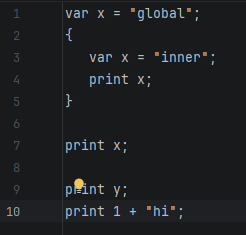 1 var x = "global";
2 {
3    var x = "inner";
4    print x;
5 }
6
7 print x;
8
9 print y;
10 print 1 + "hi";